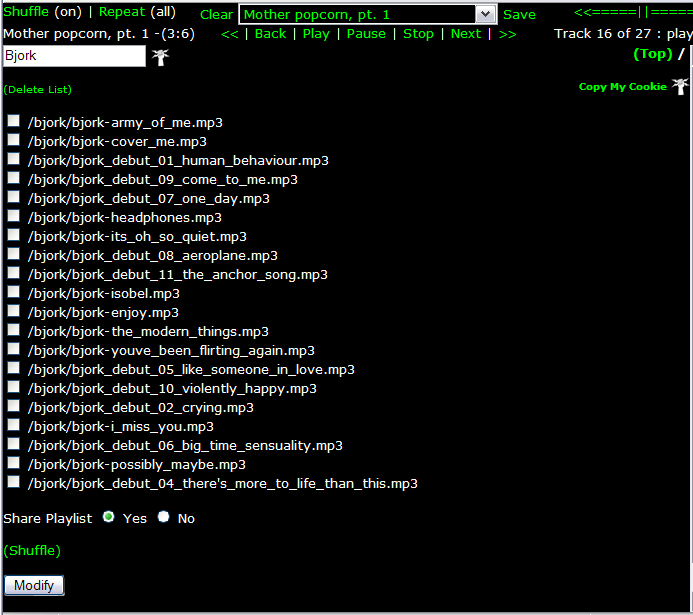 Shuffle (on) | Repeat (all) Clear Mother popcorn, pt. 1 Save <<=====||=====
Mother popcorn, pt. 1 -(3:6) << | Back | Play | Pause | Stop | Next | >> Track 16 of 27 : play
Bjork (Top) /
(Delete List) Copy My Cookie
/bjork/bjork-army_of_me.mp3
/bjork/bjork-cover_me.mp3
/bjork/bjork_debut_01_human_behaviour.mp3
/bjork/bjork_debut_09_come_to_me.mp3
/bjork/bjork_debut_07_one_day.mp3
/bjork/bjork-headphones.mp3
/bjork/bjork-its_oh_so_quiet.mp3
/bjork/bjork_debut_08_aeroplane.mp3
/bjork/bjork_debut_11_the_anchor_song.mp3
/bjork/bjork-isobel.mp3
/bjork/bjork-enjoy.mp3
/bjork/bjork-the_modern_things.mp3
/bjork/bjork-youve_been_flirting_again.mp3
/bjork/bjork_debut_05_like_someone_in_love.mp3
/bjork/bjork_debut_10_violently_happy.mp3
/bjork/bjork_debut_02_crying.mp3
/bjork/bjork-i_miss_you.mp3
/bjork/bjork_debut_06_big_time_sensuality.mp3
/bjork/bjork-possibly_maybe.mp3
/bjork/bjork_debut_04_there's_more_to_life_than_this.mp3
Share Playlist Yes No
(Shuffle)
Modify